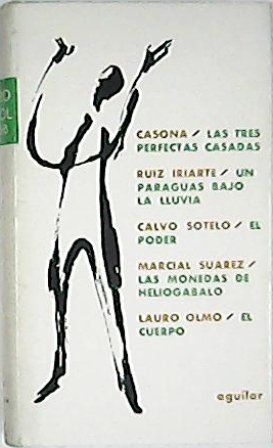 CASONA / LAS TRES
PERFECTAS CASADAS
RUIZ IRIARTE / UN
PARAGUAS BAJO
LA LLUVIA
CALVO SOTELO / EL
PODER
MARCIAL SUAREZ /
LAS MONEDAS DE
HELIOGABALO
LAURO OLMO / EL
CUERPO
aguilar